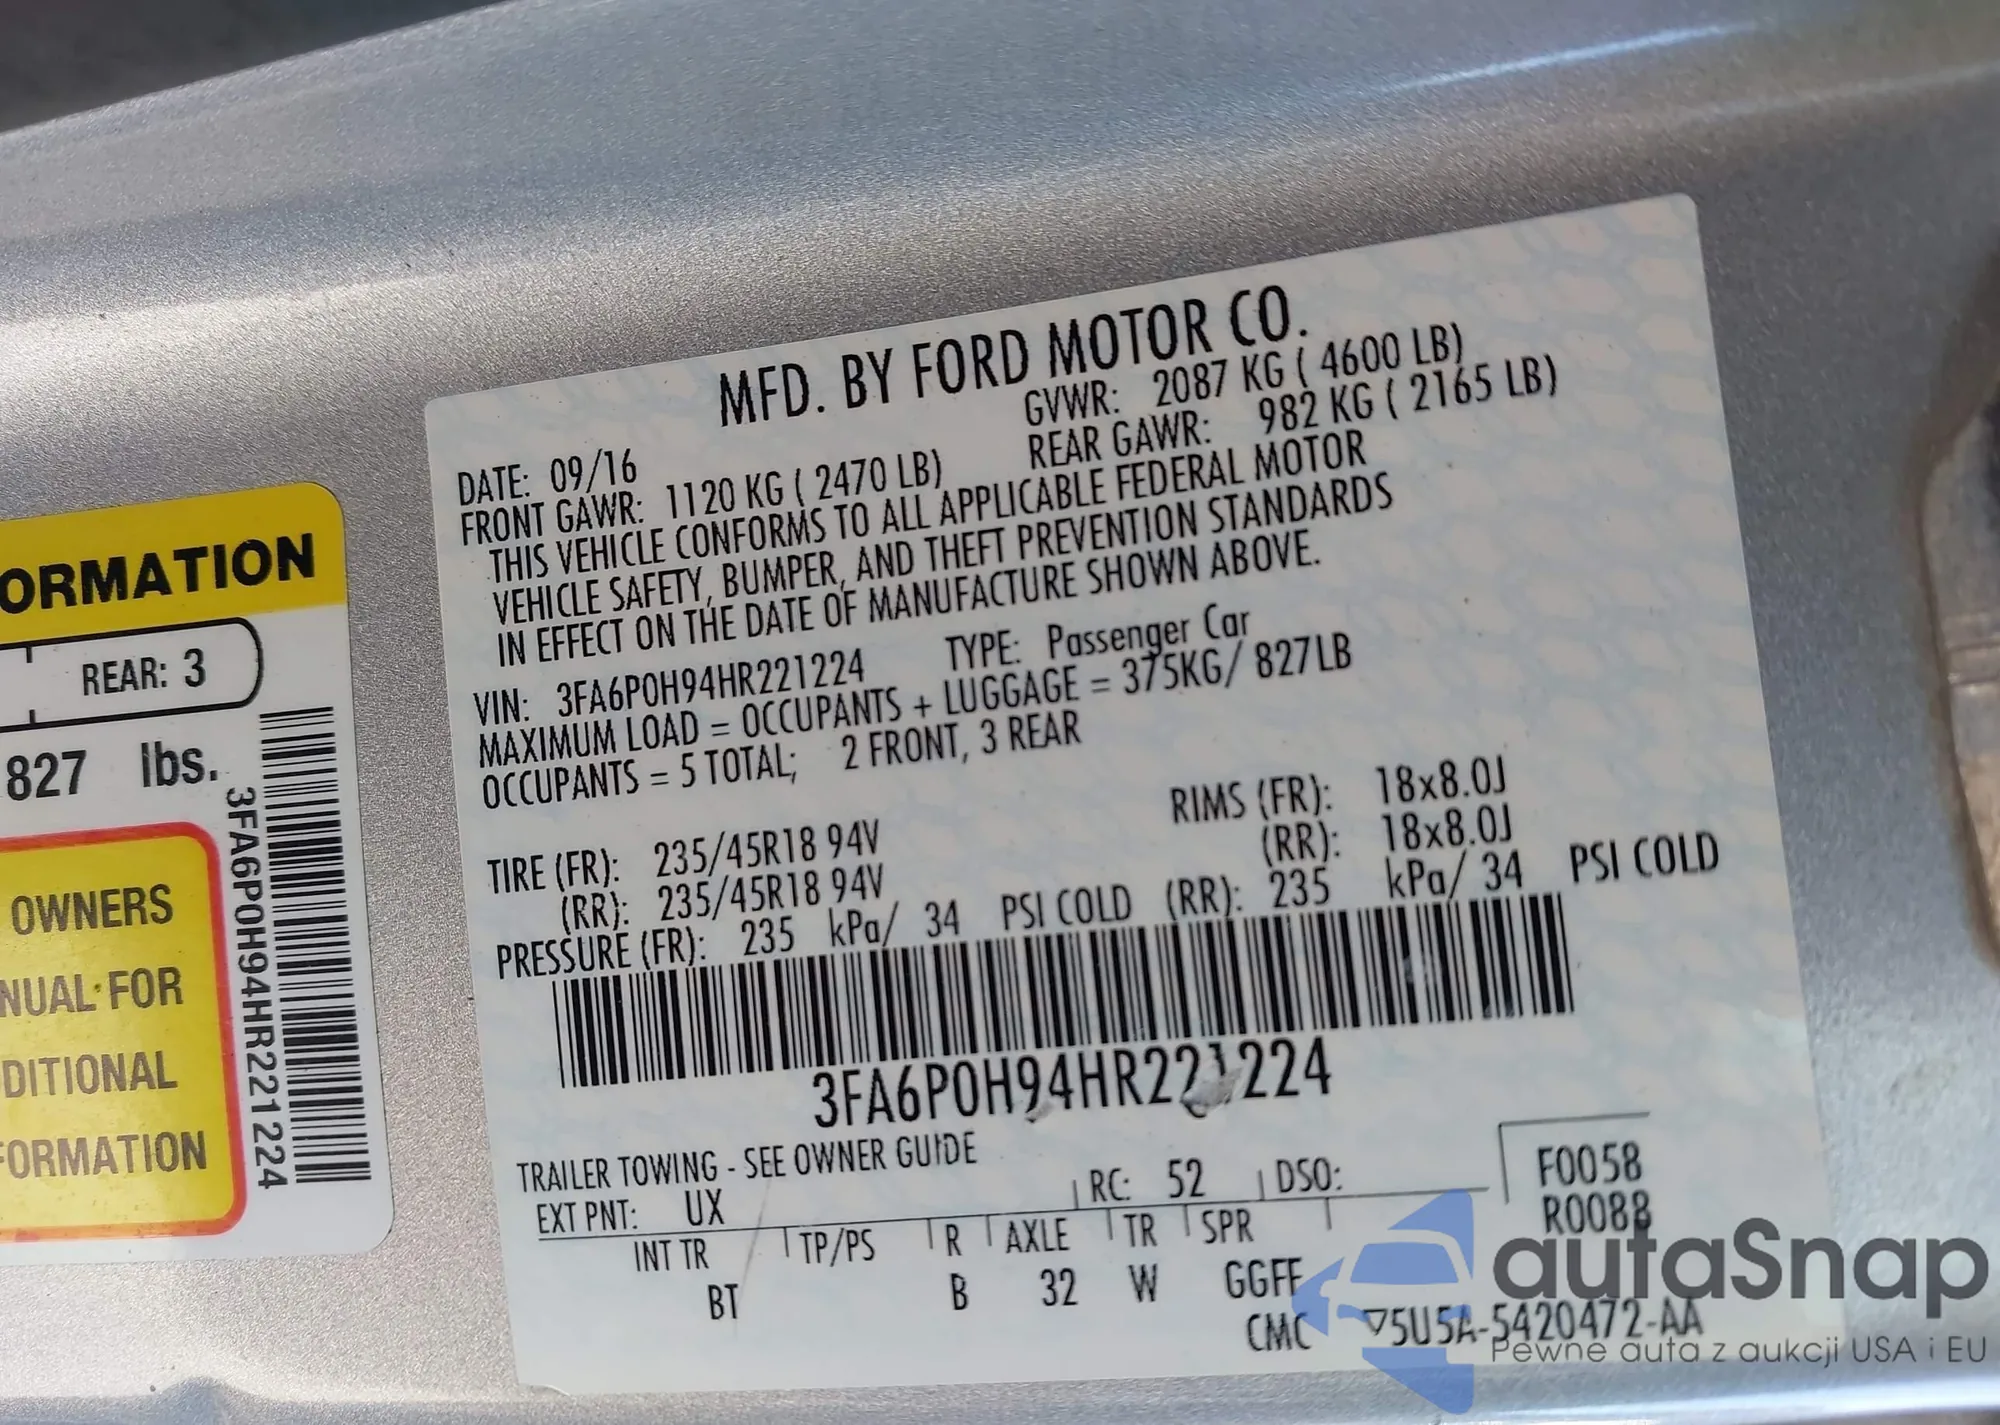 ORMATION
REAR: 3
827 lbs.
3FA6P0H94HR221224
OWNERS
NUAL FOR
DITIONAL
FORMATION
MFD. BY FORD MOTOR CO.
DATE: 09/16 GVWR: 2087 KG ( 4600 LB)
FRONT GAWR: 1120 KG ( 2470 LB) REAR GAWR: 982 KG ( 2165 LB)
THIS VEHICLE CONFORMS TO ALL APPLICABLE FEDERAL MOTOR
VEHICLE SAFETY, BUMPER, AND THEFT PREVENTION STANDARDS
IN EFFECT ON THE DATE OF MANUFACTURE SHOWN ABOVE.
VIN: 3FA6P0H94HR221224 TYPE: Passenger Car
MAXIMUM LOAD = OCCUPANTS + LUGGAGE = 375KG/ 827LB
OCCUPANTS = 5 TOTAL; 2 FRONT, 3 REAR
TIRE (FR): 235/45R18 94V RIMS (FR): 18x8.0J
(RR): 235/45R18 94V (RR): 18x8.0J
PRESSURE (FR): 235 kPa/ 34 PSI COLD (RR): 235 kPa/ 34 PSI COLD
3FA6P0H94HR221224
TRAILER TOWING - SEE OWNER GUIDE
EXT PNT: UX RC: 52 DSO: F0058
R0088
INT TR TP/PS R AXLE TR SPR
BT B 32 W GGFF
CMC ▽5U5A-5420472-AA
autaSnap
Pewne auta z aukcji USA i EU